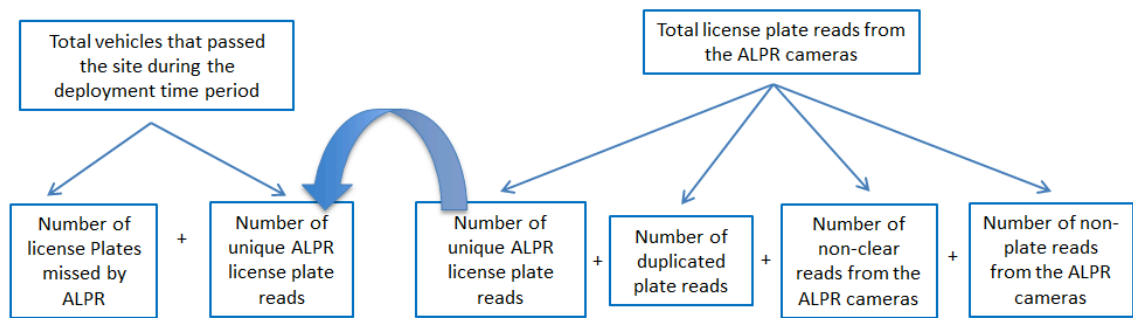 Total vehicles that passed
the site during the
deployment time period
Total license plate reads from
the ALPR cameras
Number of
license Plates
missed by
ALPR
+
Number of
unique ALPR
license plate
reads
Number of
unique ALPR
license plate
reads
+
Number of
duplicated
plate reads
+
Number of
non-clear
reads from the
ALPR cameras
+
Number of non-
plate reads
from the ALPR
cameras